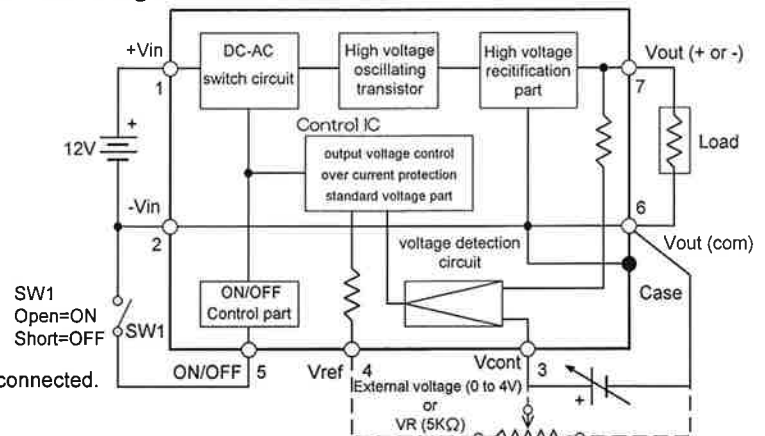 +Vin
1
DC-AC
switch circuit
High voltage
oscillating
transistor
High voltage
recitification
part
Vout (+ or -)
7
Control IC
output voltage control
over current protection
standard voltage part
+
12V
Load
-Vin
2
6
Vout (com)
voltage detection
circuit
Case
SW1
Open=ON
Short=OFF
SW1
ON/OFF
Control part
connected.
ON/OFF 5
Vref 4
Vcont 3
External voltage (0 to 4V)
or
VR (5KΩ)
+